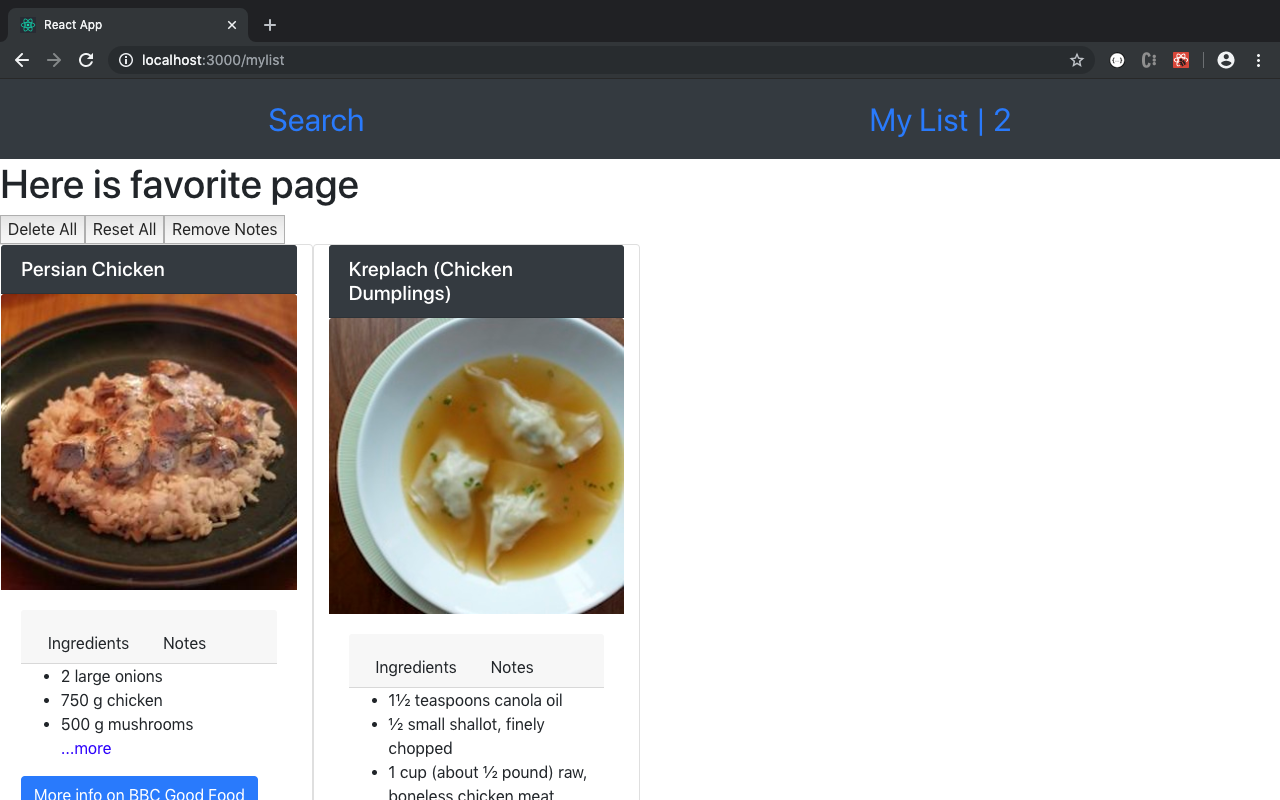 React App
localhost:3000/mylist
Search
My List | 2
Here is favorite page
Delete All
Reset All
Remove Notes
Persian Chicken
Ingredients
Notes
2 large onions
750 g chicken
500 g mushrooms
...more
More info on BBC Good Food
Kreplach (Chicken
Dumplings)
Ingredients
Notes
1½ teaspoons canola oil
½ small shallot, finely
chopped
1 cup (about ½ pound) raw,
boneless chicken meat